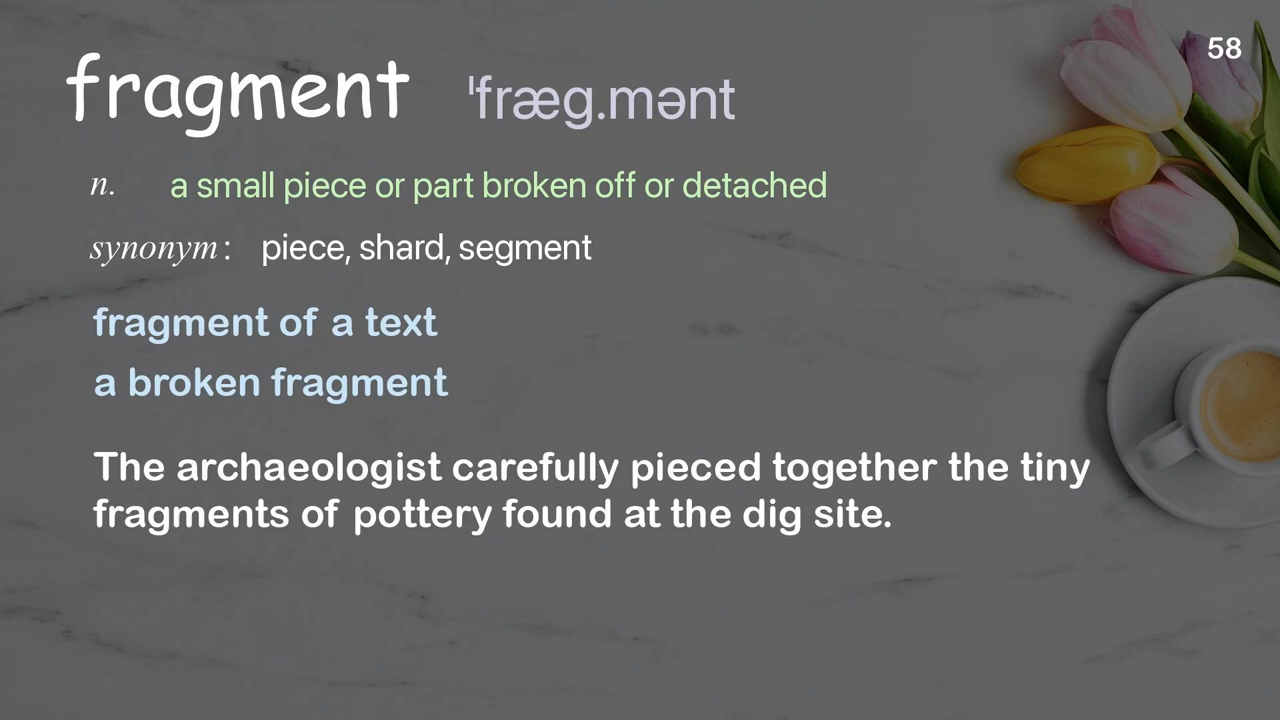 58
fragment ˈfræg.mənt
n. a small piece or part broken off or detached
synonym: piece, shard, segment
fragment of a text
a broken fragment
The archaeologist carefully pieced together the tiny
fragments of pottery found at the dig site.